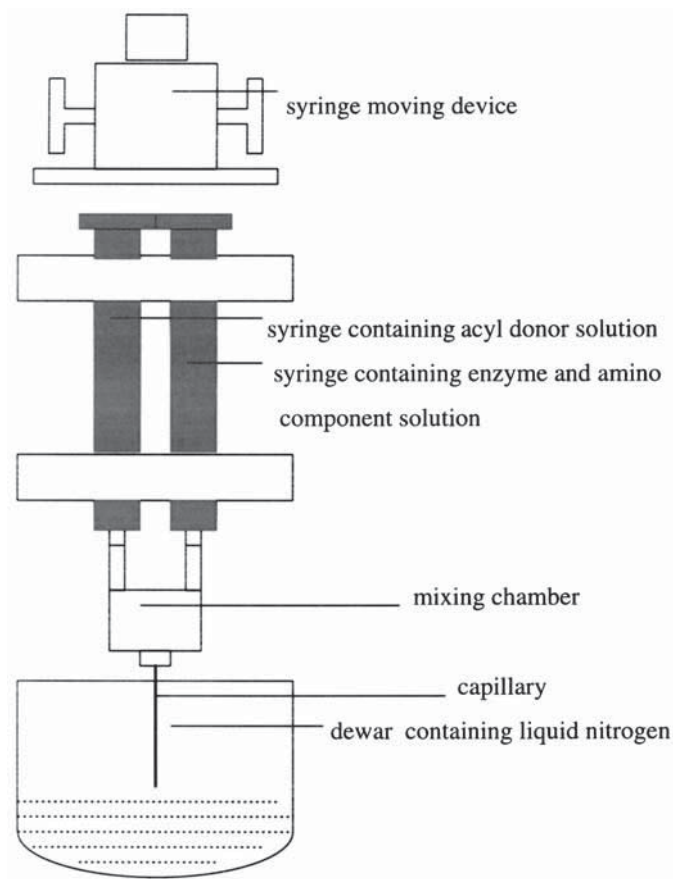 syringe moving device
syringe containing acyl donor solution
syringe containing enzyme and amino
component solution
mixing chamber
capillary
dewar containing liquid nitrogen